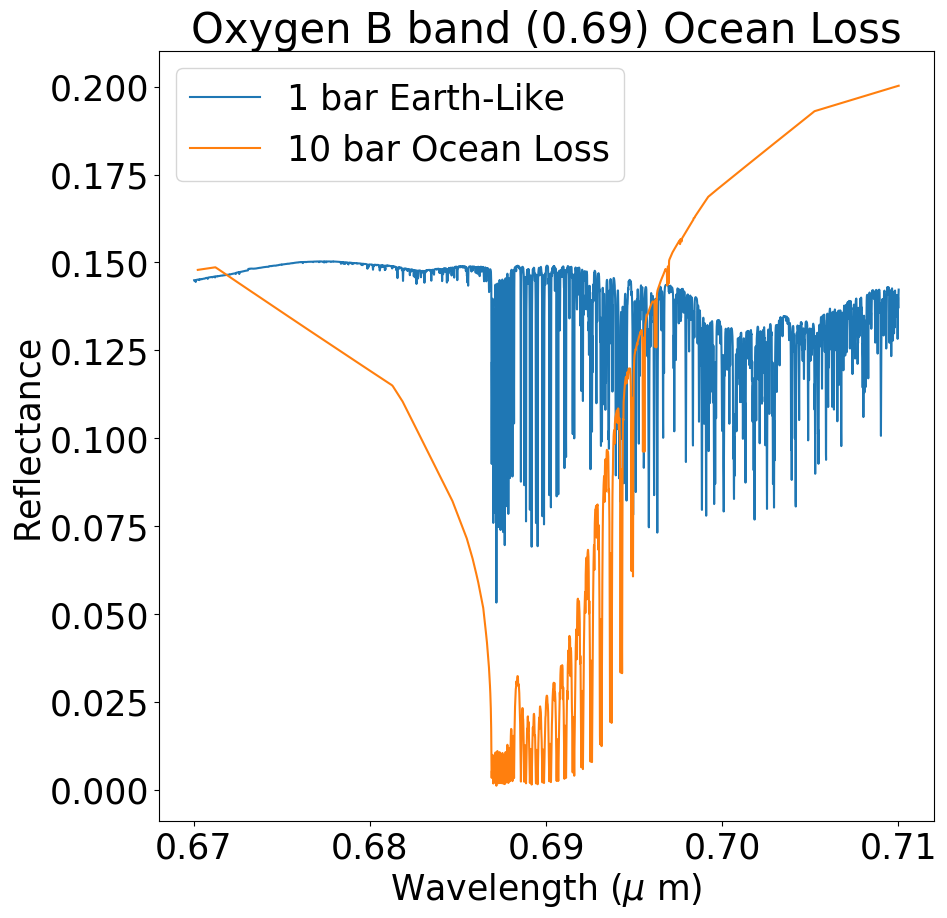 Oxygen B band (0.69) Ocean Loss
1 bar Earth-Like
10 bar Ocean Loss
0.200
0.175
0.150
0.125
0.100
0.075
0.050
0.025
0.000
Reflectance
0.67 0.68 0.69 0.70 0.71
Wavelength (μ m)